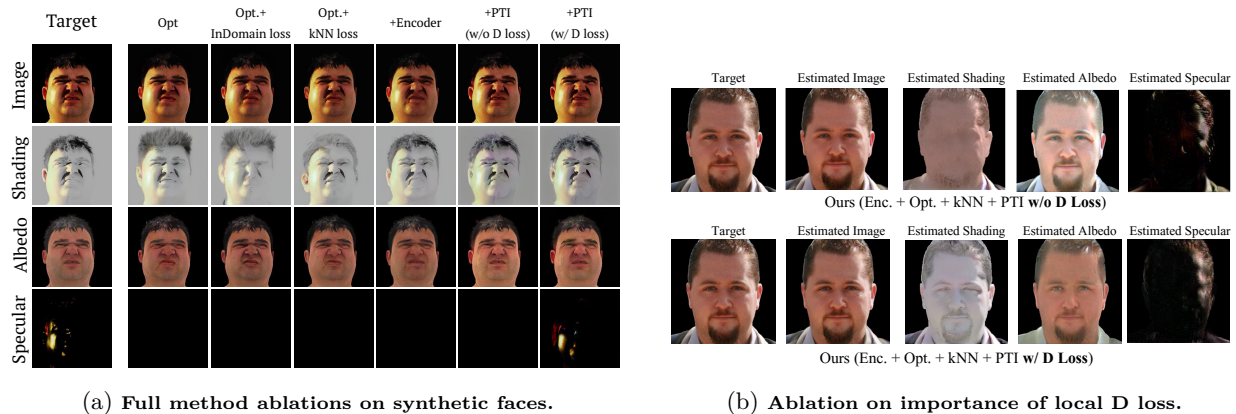 Target
Opt
Opt.+
InDomain loss
Opt.+
kNN loss
+Encoder
+PTI
(w/o D loss)
+PTI
(w/ D loss)
Image
Shading
Albedo
Specular
(a) Full method ablations on synthetic faces.
Target Estimated Image Estimated Shading Estimated Albedo Estimated Specular
Ours (Enc. + Opt. + kNN + PTI w/o D Loss)
Target Estimated Image Estimated Shading Estimated Albedo Estimated Specular
Ours (Enc. + Opt. + kNN + PTI w/ D Loss)
(b) Ablation on importance of local D loss.